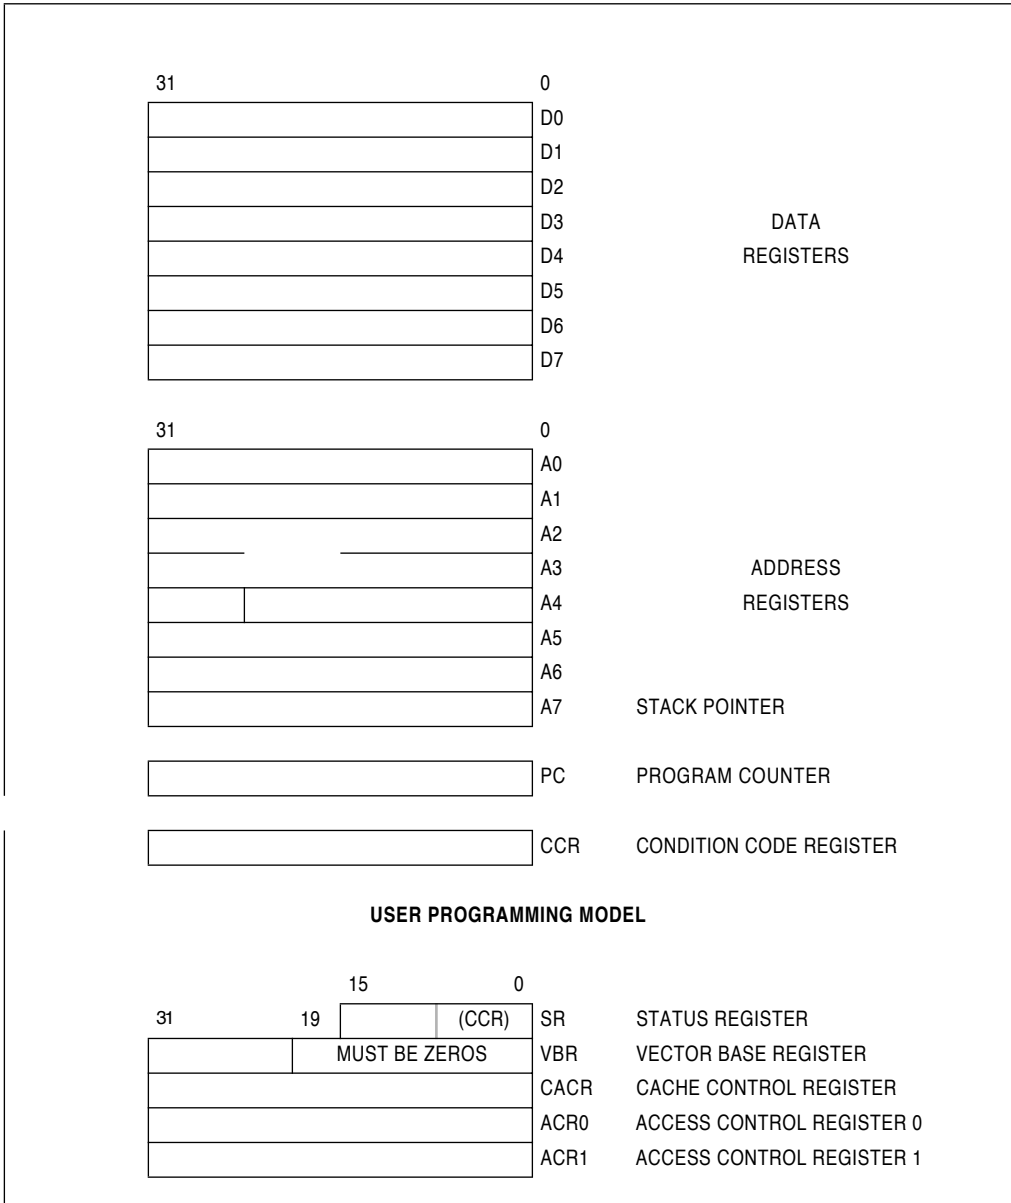 31 0
D0
D1
D2
D3 DATA
D4 REGISTERS
D5
D6
D7
31 0
A0
A1
A2
A3 ADDRESS
A4 REGISTERS
A5
A6
A7 STACK POINTER
PC PROGRAM COUNTER
CCR CONDITION CODE REGISTER
USER PROGRAMMING MODEL
15 0
31 19 (CCR) SR STATUS REGISTER
MUST BE ZEROS VBR VECTOR BASE REGISTER
CACR CACHE CONTROL REGISTER
ACR0 ACCESS CONTROL REGISTER 0
ACR1 ACCESS CONTROL REGISTER 1